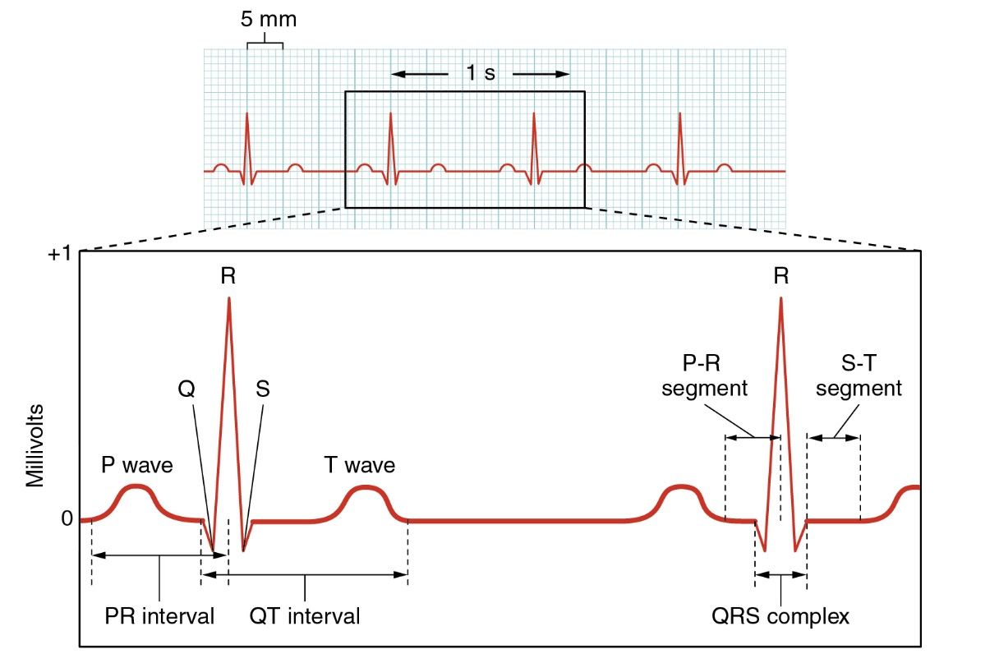 5 mm
1 s
+1
R
R
P-R
segment
S-T
segment
Q
S
Millivolts
P wave
T wave
0
PR interval
QT interval
QRS complex